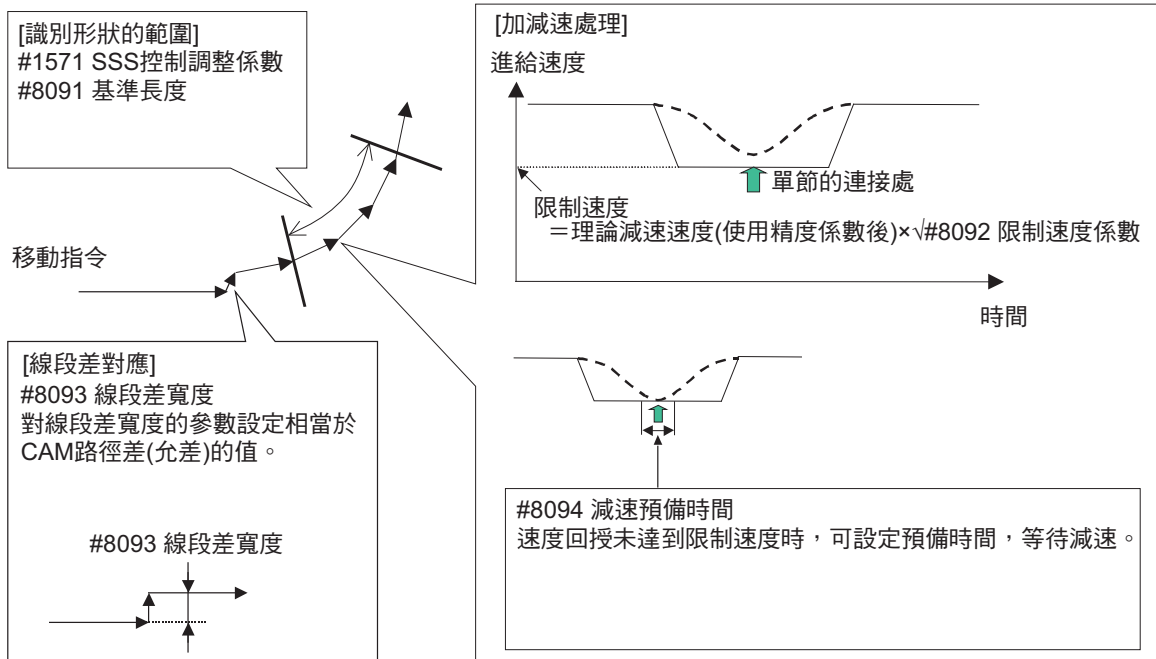 [識別形狀的範圍]
#1571 SSS控制調整係數
#8091 基準長度
移動指令
[線段差對應]
#8093 線段差寬度
對線段差寬度的參數設定相當於
CAM路徑差(允差)的值。
#8093 線段差寬度
[加減速處理]
進給速度
單節的連接處
限制速度
＝理論減速速度(使用精度係數後)×√#8092 限制速度係數
時間
#8094 減速預備時間
速度回授未達到限制速度時，可設定預備時間，等待減速。